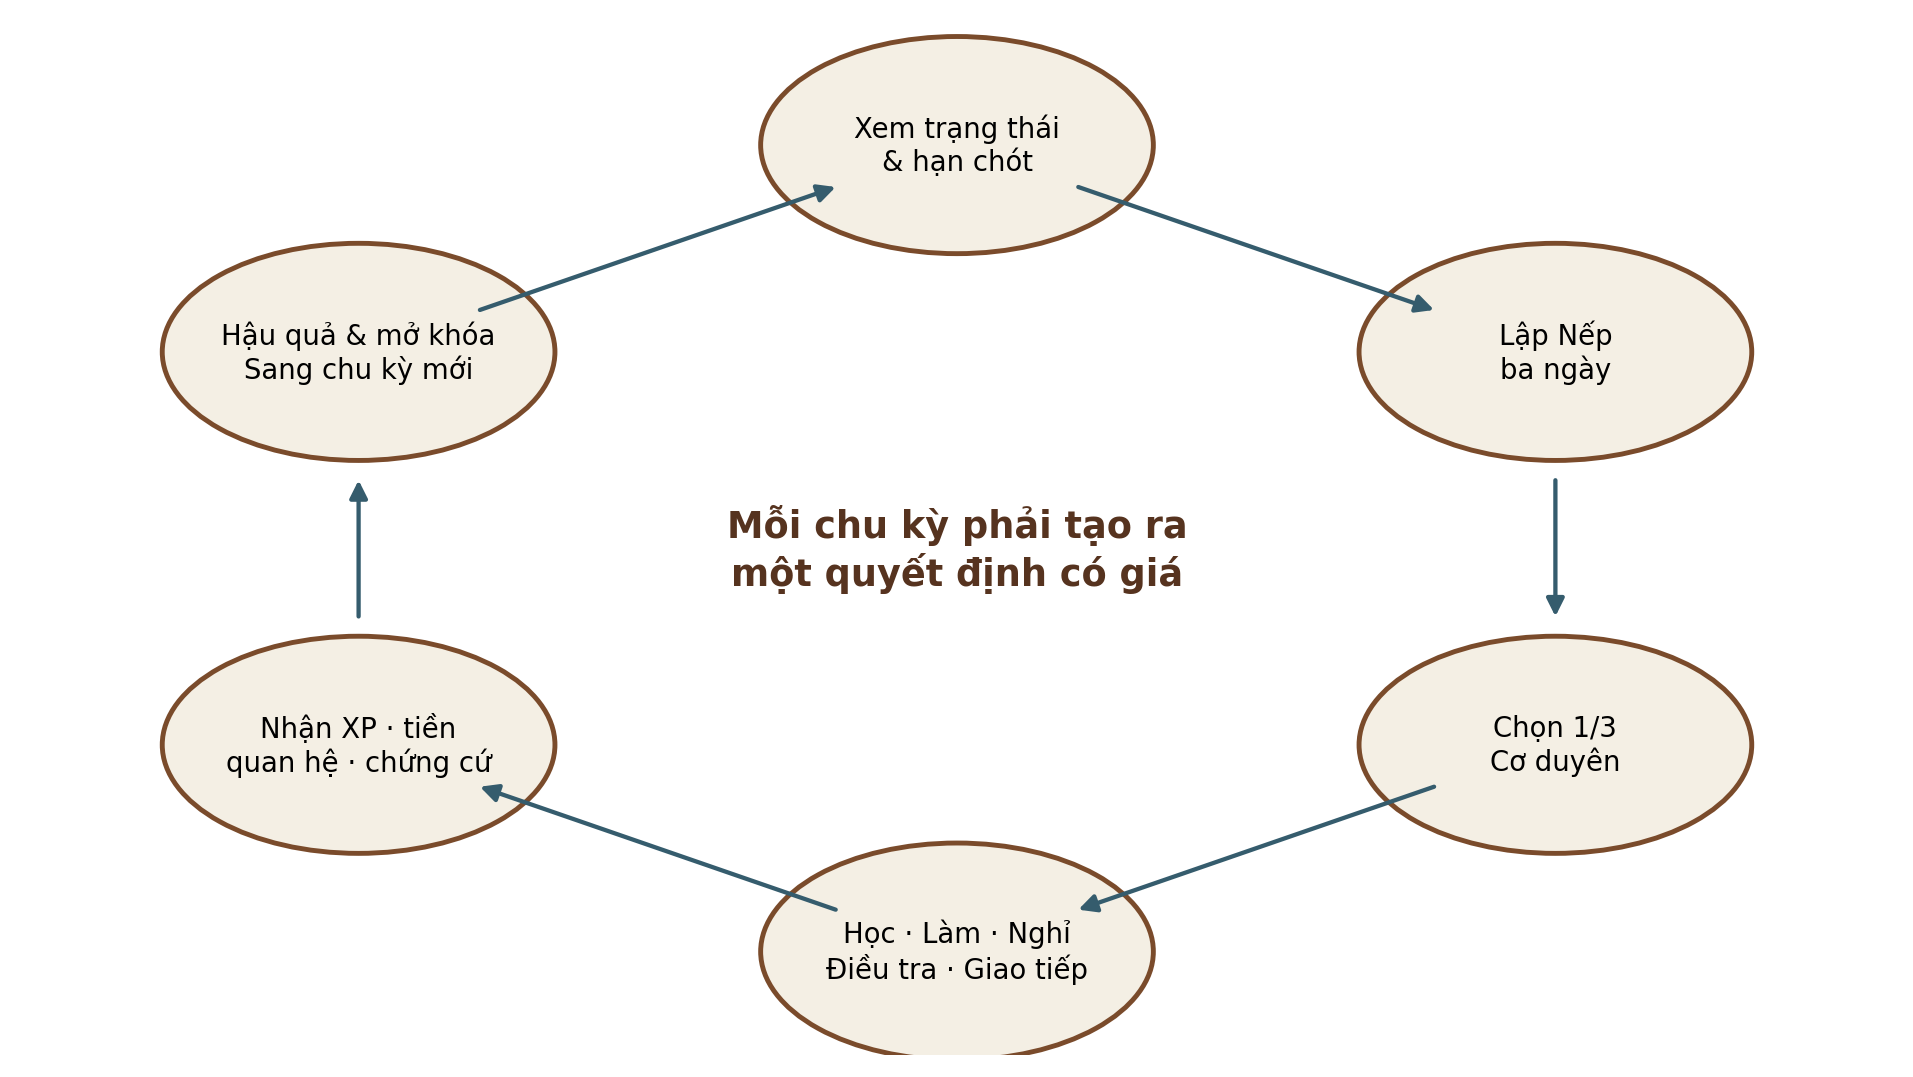 Xem trạng thái
& hạn chót
Lập Nếp
ba ngày
Chọn 1/3
Cơ duyên
Học · Làm · Nghỉ
Điều tra · Giao tiếp
Nhận XP · tiền
quan hệ · chứng cứ
Hậu quả & mở khóa
Sang chu kỳ mới
Mỗi chu kỳ phải tạo ra
một quyết định có giá